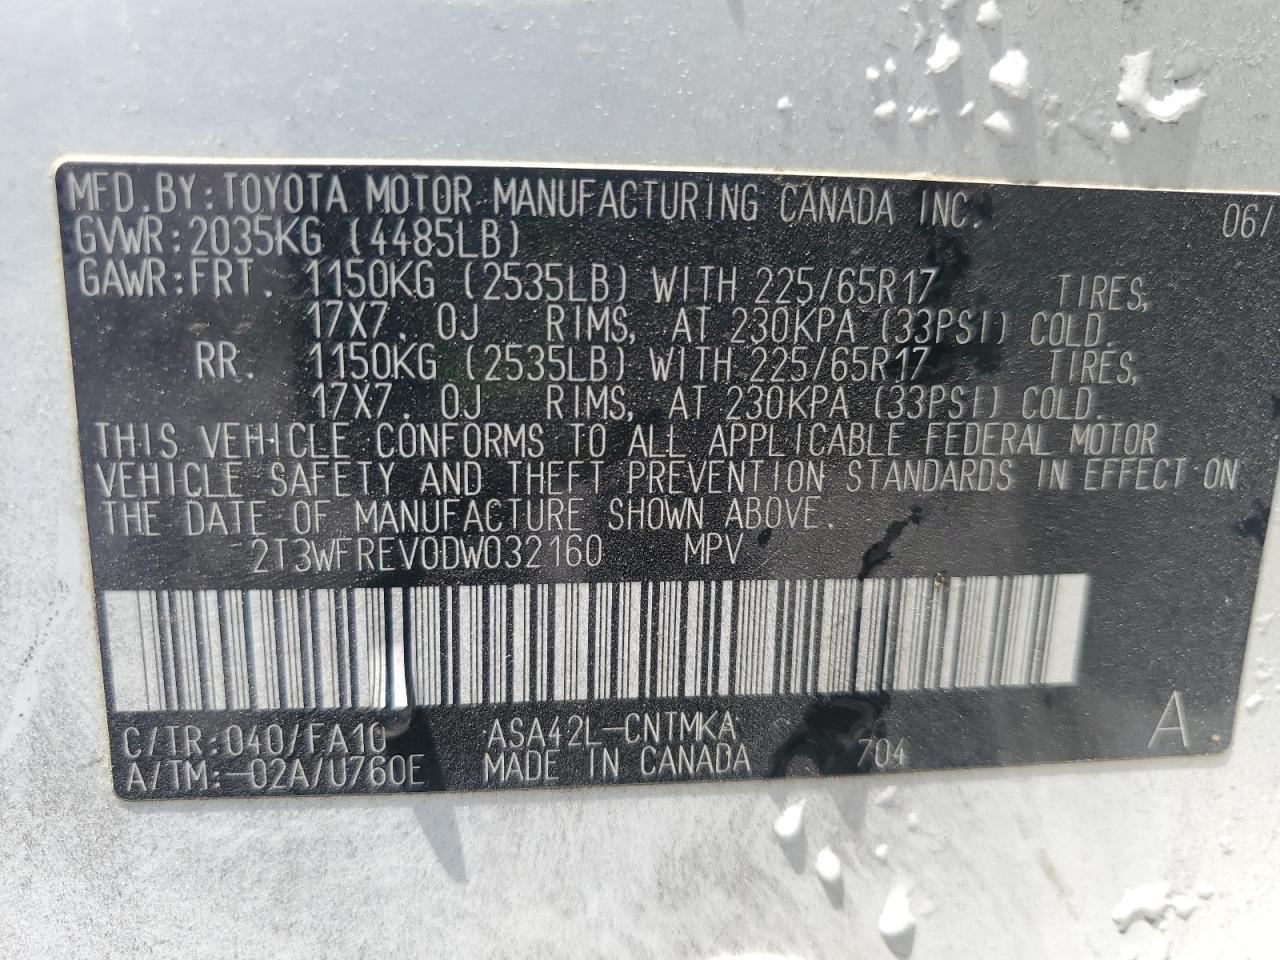 MFD. BY: TOYOTA MOTOR MANUFACTURING CANADA INC. 06/
GVWR: 2035KG (4485LB)
GAWR: FRT. 1150KG (2535LB) WITH 225/65R17 TIRES,
17X7. 0J RIMS, AT 230KPA (33PSI) COLD.
RR. 1150KG (2535LB) WITH 225/65R17 TIRES,
17X7. 0J RIMS, AT 230KPA (33PSI) COLD.
THIS VEHICLE CONFORMS TO ALL APPLICABLE FEDERAL MOTOR
VEHICLE SAFETY AND THEFT PREVENTION STANDARDS IN EFFECT ON
THE DATE OF MANUFACTURE SHOWN ABOVE.
2T3WFREV0DW032160 MPV
C/TR: 040/FA10 ASA42L-CNTMKA A
A/TM: -02A/U760E MADE IN CANADA 704